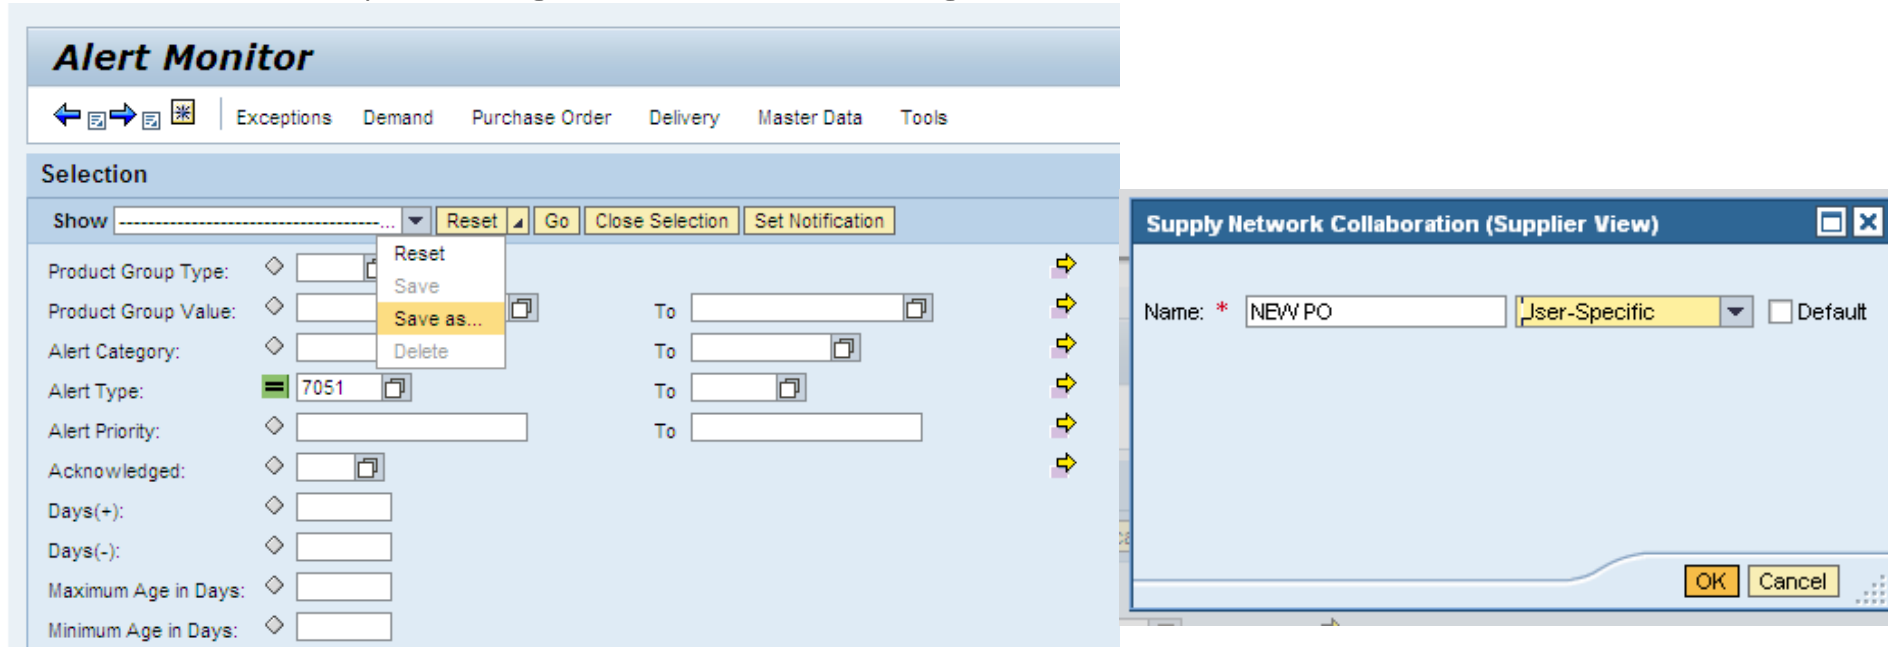 Alert Monitor
Exceptions Demand Purchase Order Delivery Master Data Tools
Selection
Show ------------------------------------... Reset Go Close Selection Set Notification
Reset
Save
Save as...
Delete
Product Group Type:
Product Group Value: To
Alert Category: To
Alert Type: 7051 To
Alert Priority: To
Acknowledged:
Days(+):
Days(-):
Maximum Age in Days:
Minimum Age in Days:
Supply Network Collaboration (Supplier View)
Name: * NEW PO User-Specific Default
OK Cancel